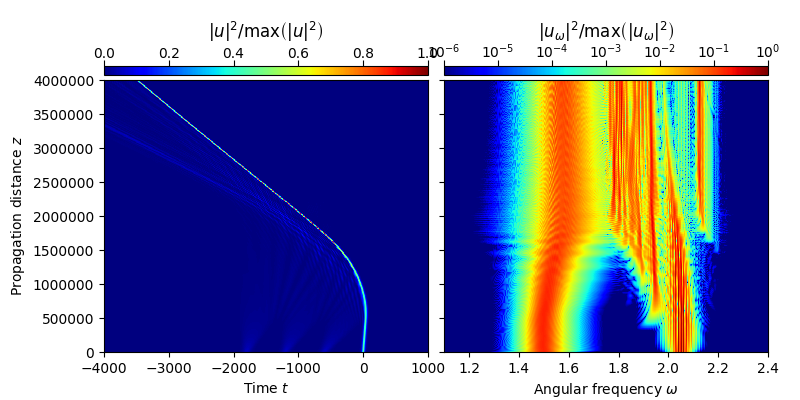 |u|²/max(|u|²)
0.0 0.2 0.4 0.6 0.8 1.0
|u_ω|²/max(|u_ω|²)
10⁻⁶ 10⁻⁵ 10⁻⁴ 10⁻³ 10⁻² 10⁻¹ 10⁰
Propagation distance z
4000000
3500000
3000000
2500000
2000000
1500000
1000000
500000
0
−4000 −3000 −2000 −1000 0 1000
Time t
1.2 1.4 1.6 1.8 2.0 2.2 2.4
Angular frequency ω